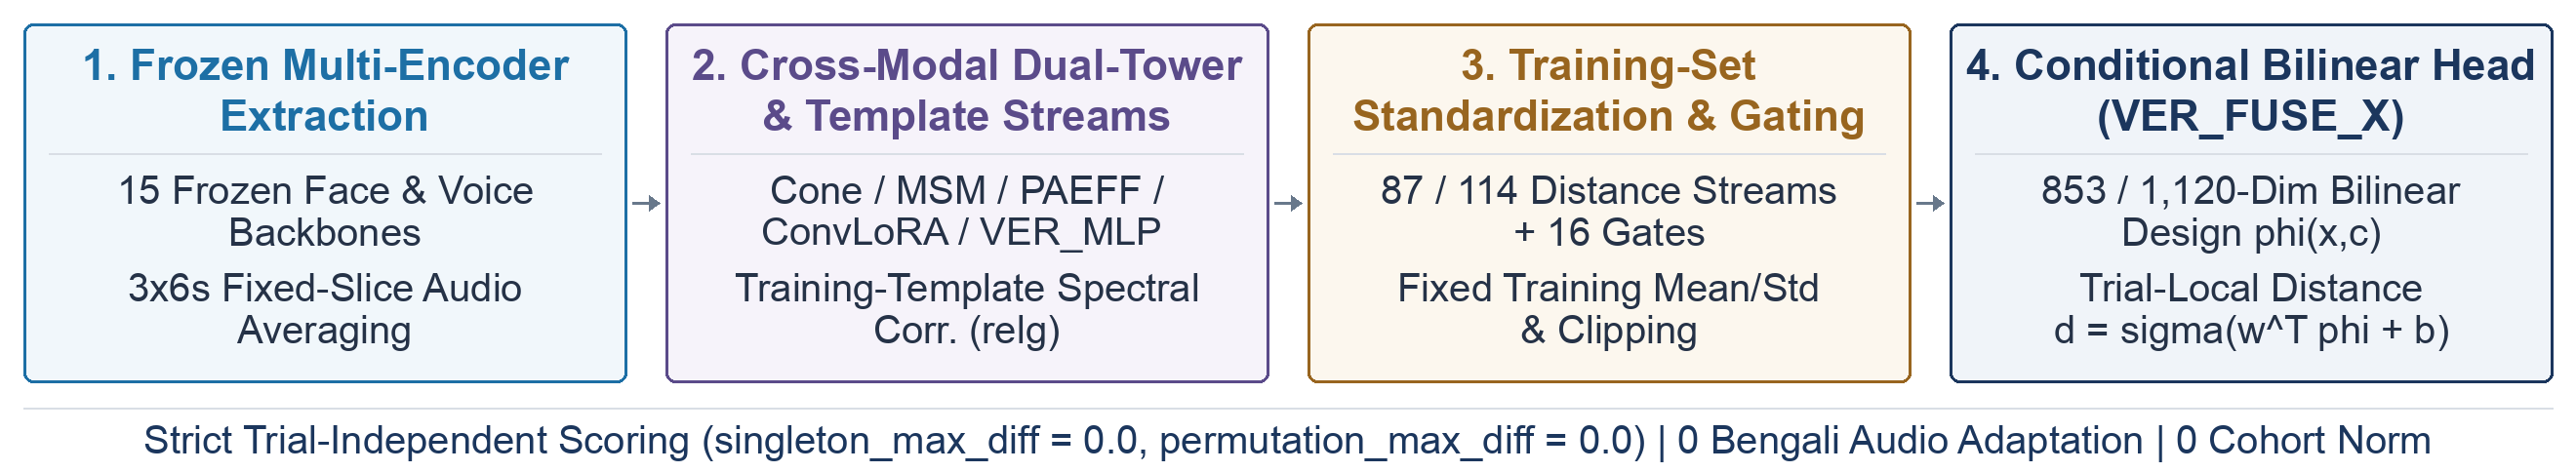 1. Frozen Multi-Encoder
Extraction
15 Frozen Face & Voice
Backbones
3x6s Fixed-Slice Audio
Averaging
2. Cross-Modal Dual-Tower
& Template Streams
Cone / MSM / PAEFF /
ConvLoRA / VER_MLP
Training-Template Spectral
Corr. (relg)
3. Training-Set
Standardization & Gating
87 / 114 Distance Streams
+ 16 Gates
Fixed Training Mean/Std
& Clipping
4. Conditional Bilinear Head
(VER_FUSE_X)
853 / 1,120-Dim Bilinear
Design phi(x,c)
Trial-Local Distance
d = sigma(w^T phi + b)
Strict Trial-Independent Scoring (singleton_max_diff = 0.0, permutation_max_diff = 0.0) | 0 Bengali Audio Adaptation | 0 Cohort Norm